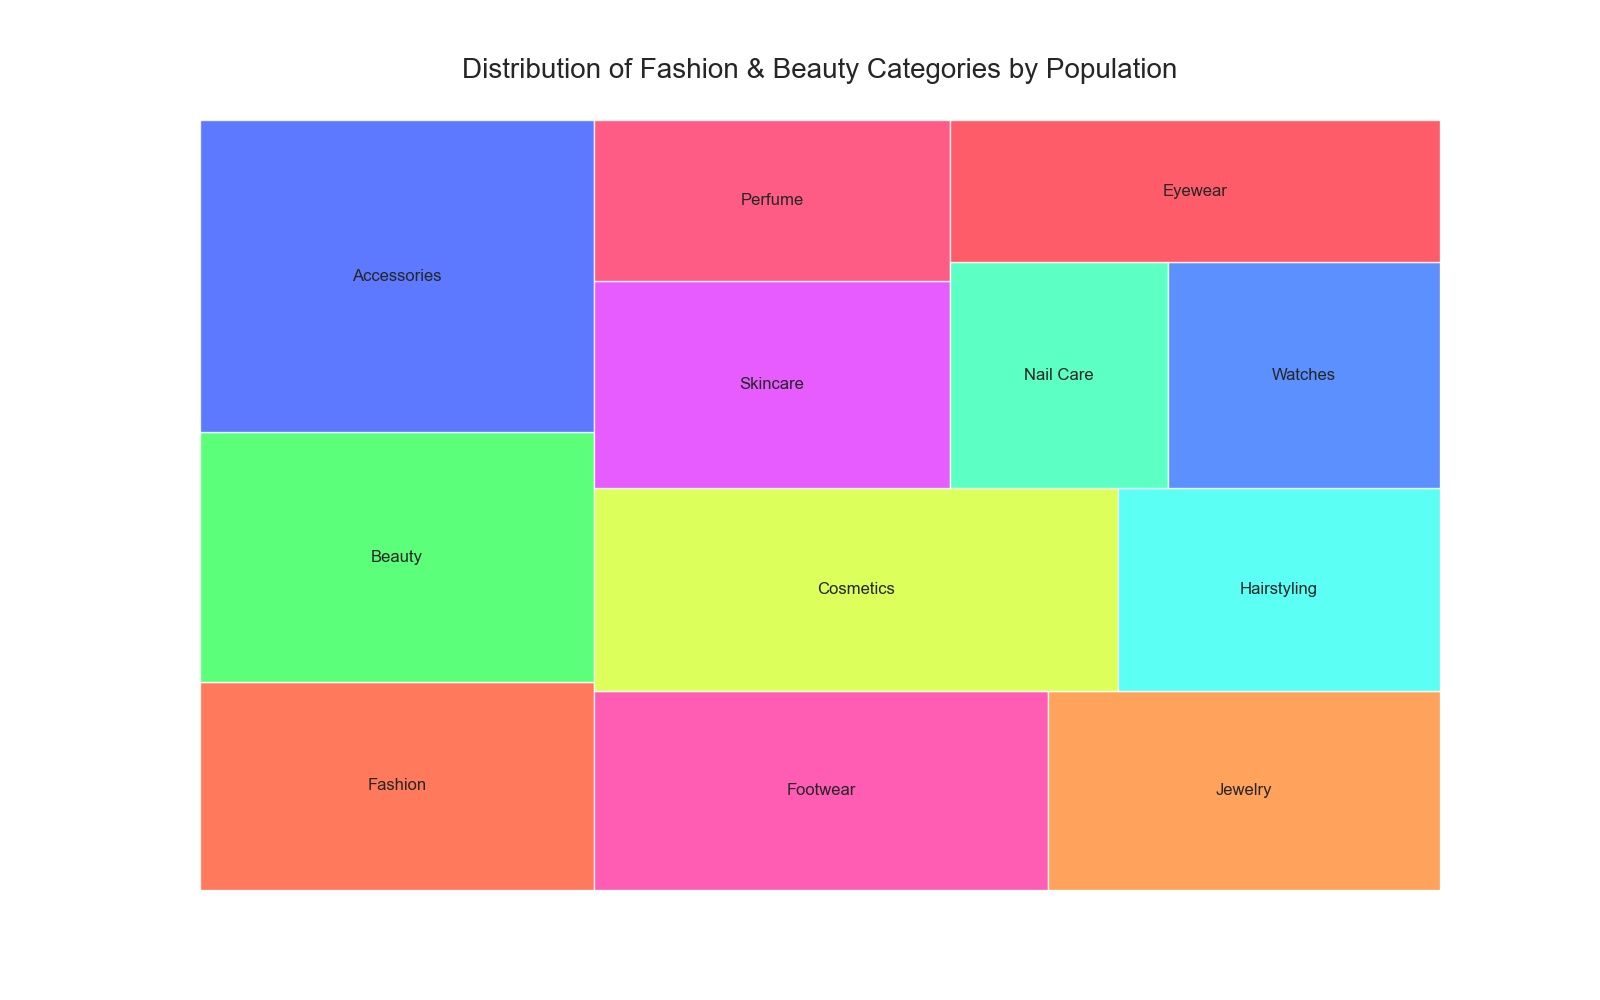 Distribution of Fashion & Beauty Categories by Population
Accessories
Perfume
Eyewear
Skincare
Nail Care
Watches
Beauty
Cosmetics
Hairstyling
Fashion
Footwear
Jewelry